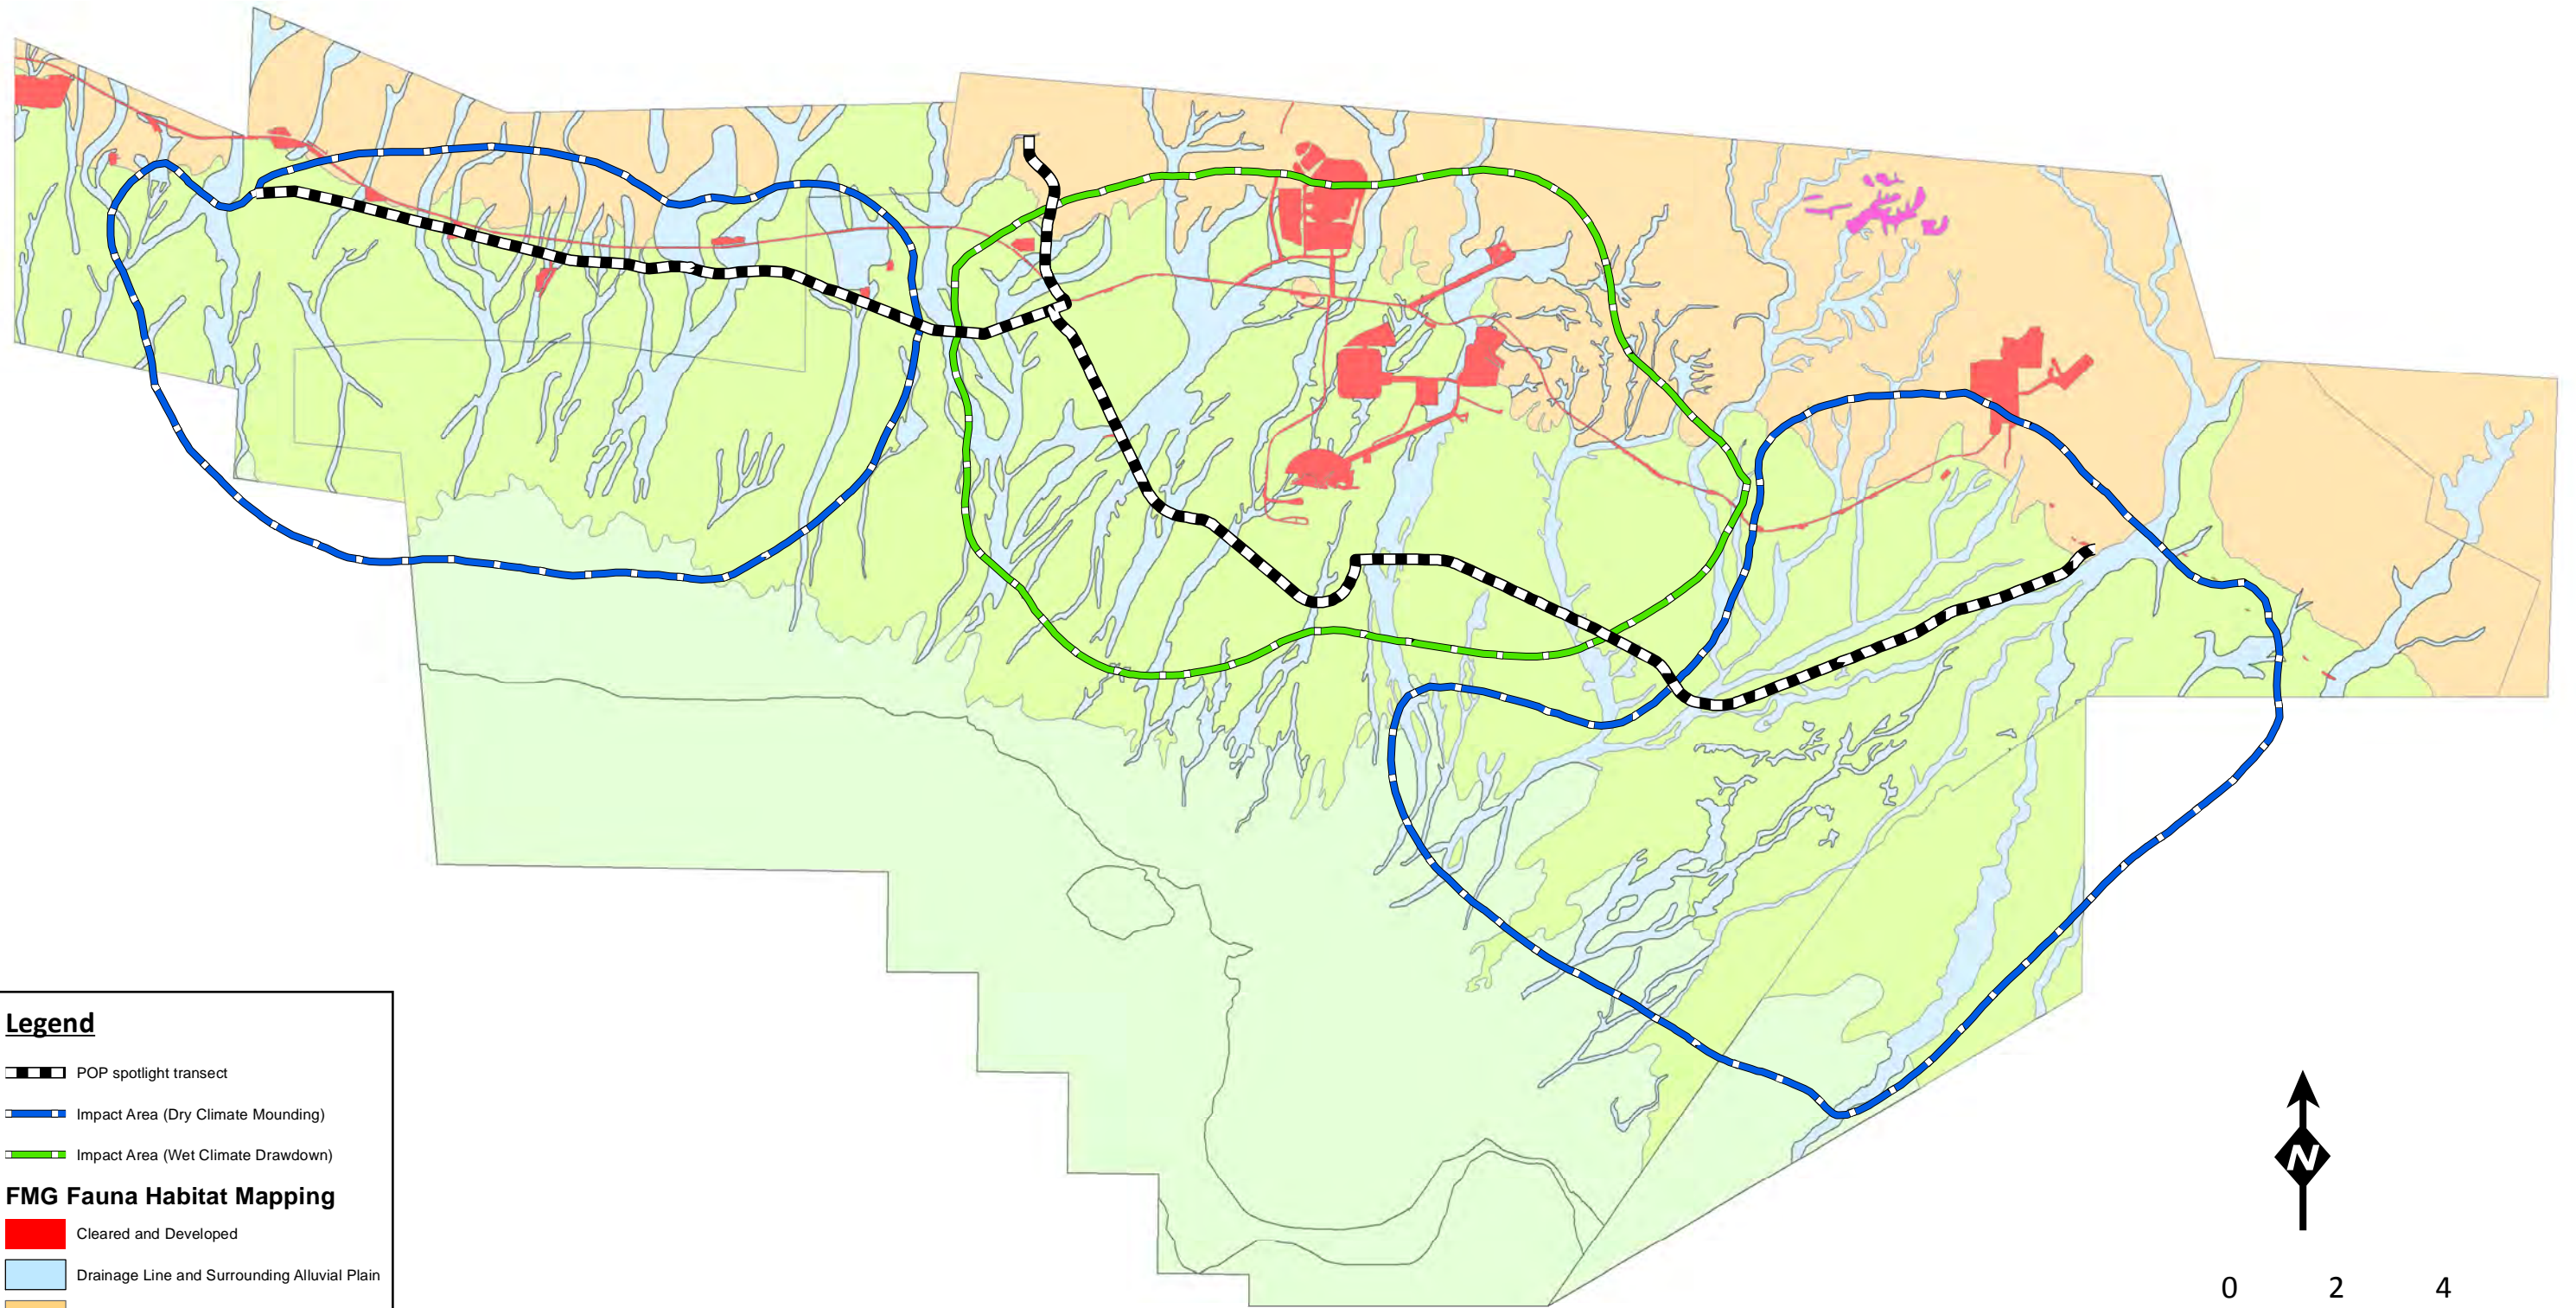 Legend
POP spotlight transect
Impact Area (Dry Climate Mounding)
Impact Area (Wet Climate Drawdown)
FMG Fauna Habitat Mapping
Cleared and Developed
Drainage Line and Surrounding Alluvial Plain
N
0 2 4